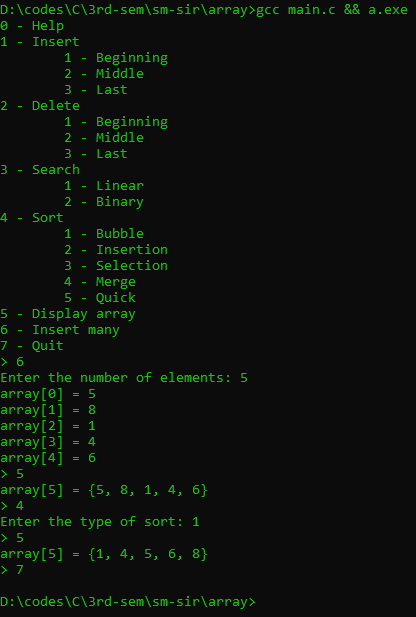 D:\codes\C\3rd-sem\sm-sir\array>gcc main.c && a.exe
0 - Help
1 - Insert
        1 - Beginning
        2 - Middle
        3 - Last
2 - Delete
        1 - Beginning
        2 - Middle
        3 - Last
3 - Search
        1 - Linear
        2 - Binary
4 - Sort
        1 - Bubble
        2 - Insertion
        3 - Selection
        4 - Merge
        5 - Quick
5 - Display array
6 - Insert many
7 - Quit
> 6
Enter the number of elements: 5
array[0] = 5
array[1] = 8
array[2] = 1
array[3] = 4
array[4] = 6
> 5
array[5] = {5, 8, 1, 4, 6}
> 4
Enter the type of sort: 1
> 5
array[5] = {1, 4, 5, 6, 8}
> 7
D:\codes\C\3rd-sem\sm-sir\array>